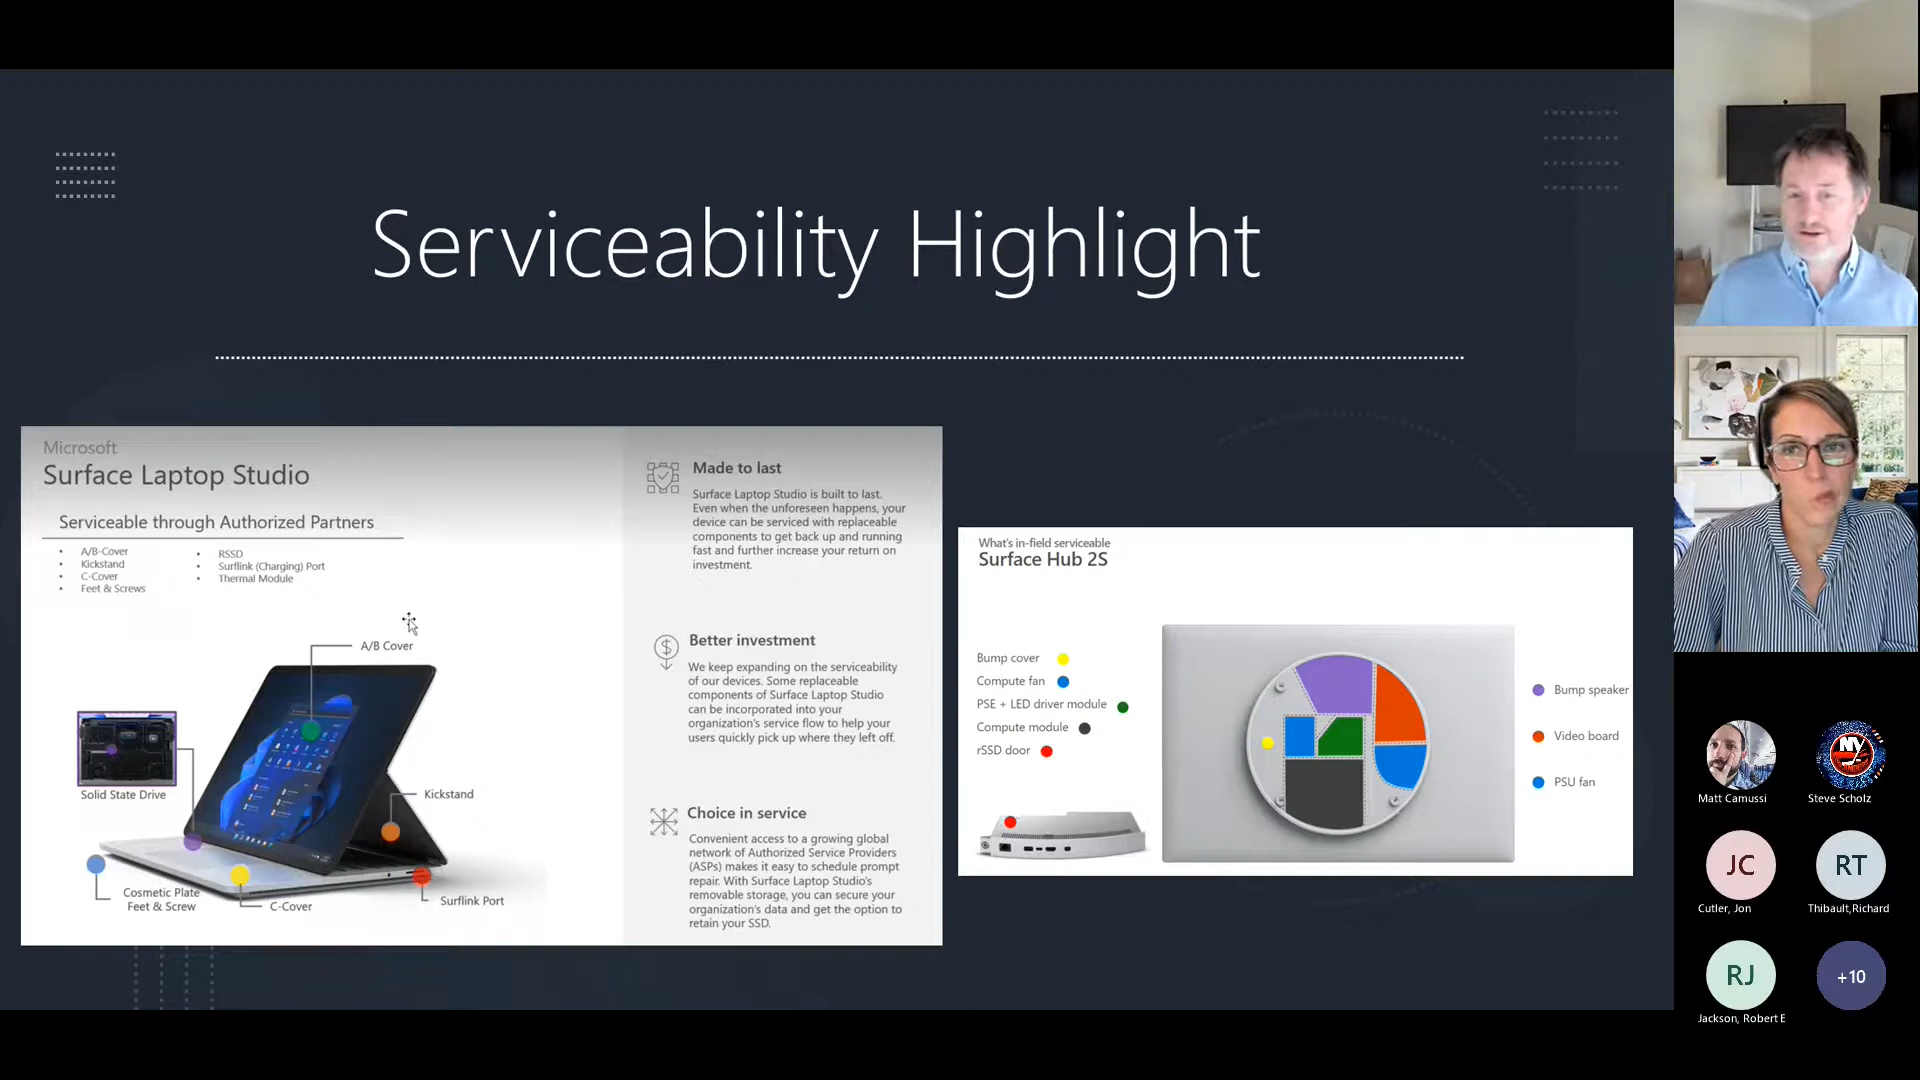 Serviceability Highlight
Microsoft
Surface Laptop Studio
Serviceable through Authorized Partners
• A/B-Cover
• Kickstand
• C-Cover
• Feet & Screws
• RSSD
• Surflink (Charging) Port
• Thermal Module
A/B Cover
Solid State Drive
Kickstand
Cosmetic Plate
Feet & Screw
C-Cover
Surflink Port
Made to last
Surface Laptop Studio is built to last.
Even when the unforeseen happens, your
device can be serviced with replaceable
components to get back up and running
fast and further increase your return on
investment.
Better investment
We keep expanding on the serviceability
of our devices. Some replaceable
components of Surface Laptop Studio
can be incorporated into your
organization's service flow to help your
users quickly pick up where they left off.
Choice in service
Convenient access to a growing global
network of Authorized Service Providers
(ASPs) makes it easy to schedule prompt
repair. With Surface Laptop Studio's
removable storage, you can secure your
organization's data and get the option to
retain your SSD.
What's in-field serviceable
Surface Hub 2S
Bump cover
Compute fan
PSE + LED driver module
Compute module
rSSD door
Bump speaker
Video board
PSU fan
NY
Matt Camussi
Steve Scholz
JC
RT
Cutler, Jon
Thibault,Richard
RJ
+10
Jackson, Robert E